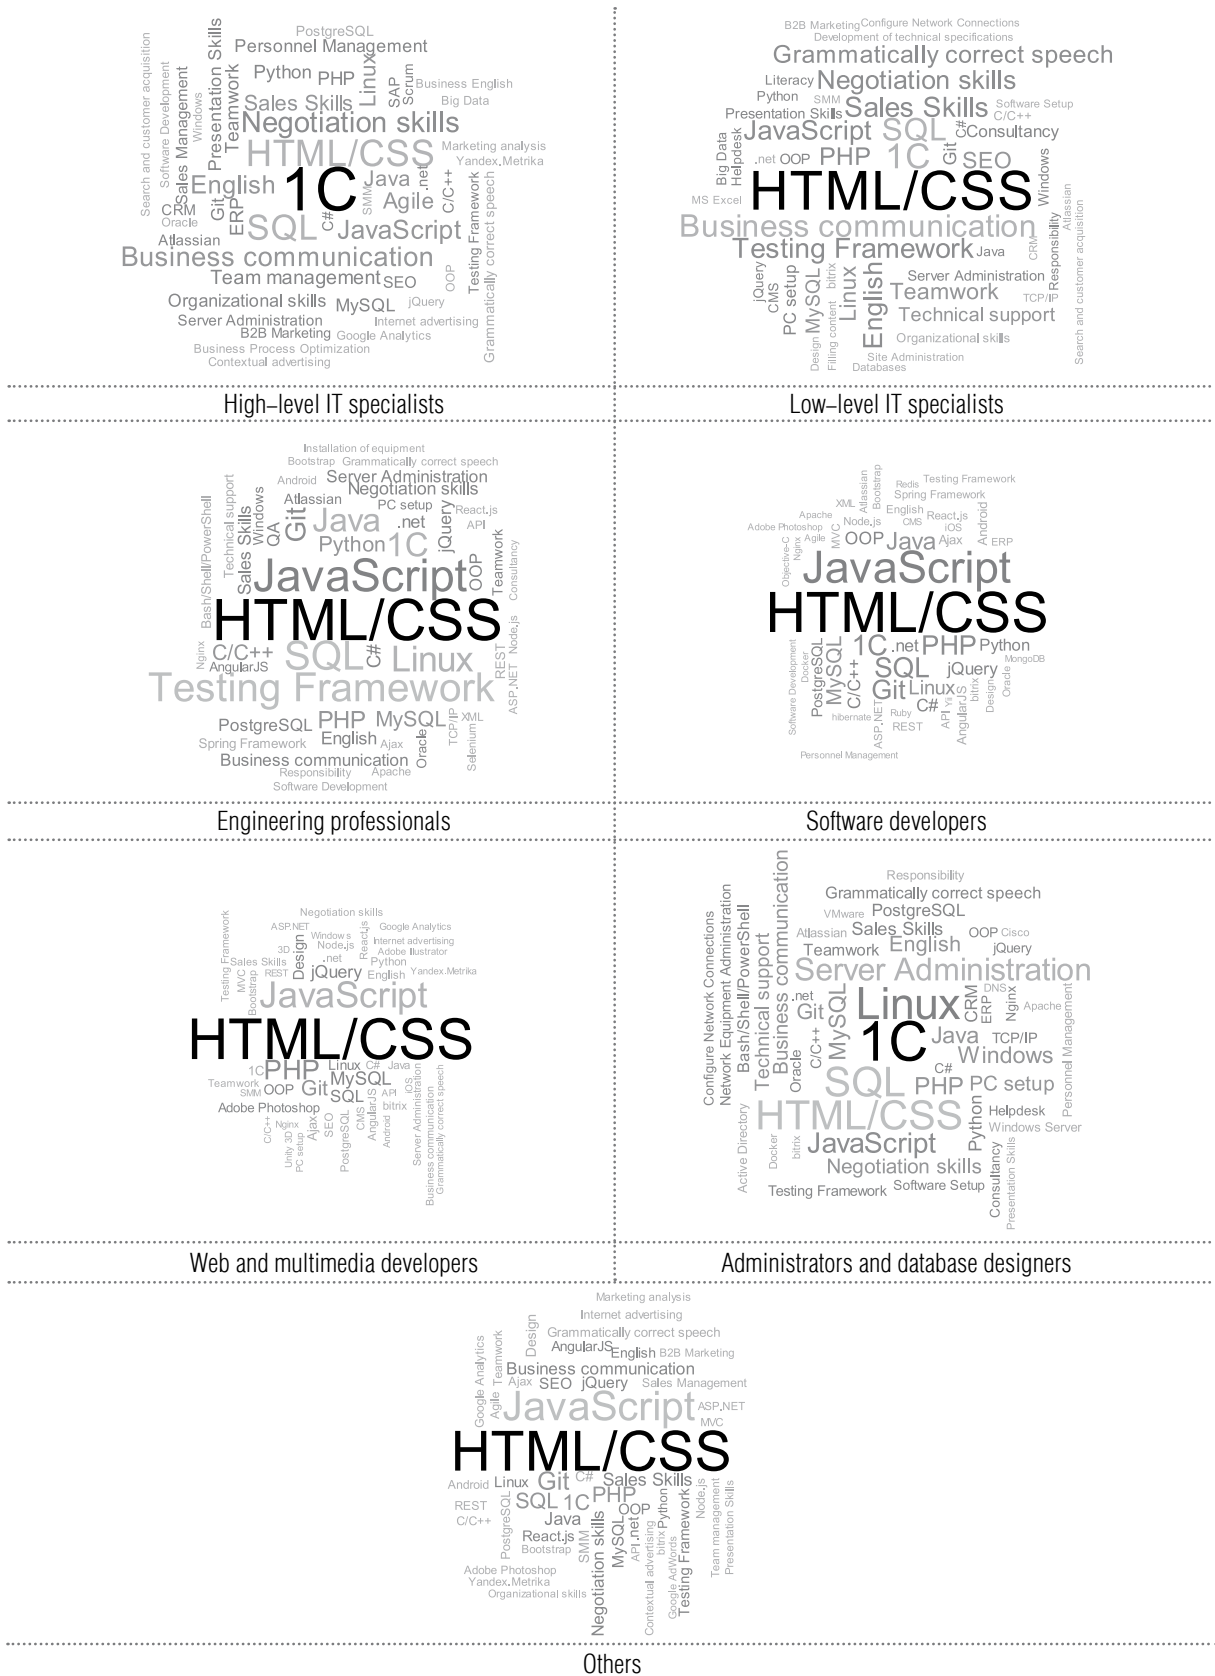 PostgreSQL
Personnel Management
Python PHP Linux SAP Scrum Business English
Sales Skills Big Data
Search and customer acquisition
Software Development
Sales Management
Windows
Presentation Skills
Teamwork
Negotiation skills
HTML/CSS Marketing analysis
Yandex.Metrika
English 1C SMM Java .net C/C++
Agile
CRM Git ERP
Oracle SQL C# JavaScript
Testing Framework
Grammatically correct speech
Atlassian
Business communication
Team management SEO OOP
Organizational skills MySQL jQuery
Server Administration Internet advertising
B2B Marketing Google Analytics
Business Process Optimization
Contextual advertising
High-level IT specialists
B2B Marketing Configure Network Connections
Development of technical specifications
Grammatically correct speech
Literacy Negotiation skills
Python SMM Sales Skills Software Setup
Presentation Skills C/C++
JavaScript SQL C# Consultancy
Big Data
Helpdesk
.net OOP PHP 1C Git SEO
Windows
MS Excel HTML/CSS
Atlassian
Business communication
Testing Framework Java CRM
Responsibility
Search and customer acquisition
jQuery
CMS
PC setup
MySQL
bitrix
Linux
English
Server Administration
Teamwork TCP/IP
Technical support
Design
Filling content
Organizational skills
Site Administration
Databases
Low-level IT specialists
Installation of equipment
Bootstrap Grammatically correct speech
Android Server Administration
Negotiation skills
Atlassian PC setup React.js
Bash/Shell/PowerShell
Technical support
Sales Skills
Windows
QA
Git
Java .net jQuery API
Python 1C
JavaScript OOP
Teamwork
Consultancy
HTML/CSS
Nginx C/C++ SQL C# Linux REST
AngularJS
ASP.NET
Node.js
Testing Framework
PostgreSQL PHP MySQL TCP/IP XML
Spring Framework English Ajax Oracle
Selenium
Business communication
Responsibility Apache
Software Development
Engineering professionals
Testing Framework
Atlassian
Bootstrap
Redis
Spring Framework
XML English
Apache Node.js CMS React.js
Adobe Photoshop iOS
Android
Objective-C
Nginx
Agile MVC OOP Java Ajax ERP
JavaScript
HTML/CSS
1C .net PHP Python
Software Development
Docker
PostgreSQL
MySQL
C/C++
SQL jQuery MongoDB
Git Linux
C#
bitrix
Design
Oracle
hibernate ASP.NET Ruby
REST API Yii AngularJS
Personnel Management
Software developers
Negotiation skills
ASP.NET Windows React.js Google Analytics
3D Node.js Internet advertising
Design .net Adobe Illustrator
Testing Framework
Sales Skills Python
MVC REST jQuery English Yandex.Metrika
Bootstrap
JavaScript
HTML/CSS
1C PHP Linux C# Java
Teamwork MySQL
SMM OOP Git SQL AngularJS API iOS
Adobe Photoshop bitrix
C/C++
Nginx
Unity 3D
PC setup
Ajax
SEO
PostgreSQL
CMS
Android
Server Administration
Business communication
Grammatically correct speech
Web and multimedia developers
Responsibility
Grammatically correct speech
VMware PostgreSQL
Atlassian Sales Skills OOP Cisco
Teamwork English jQuery
Server Administration
Configure Network Connections
Network Equipment Administration
Bash/Shell/PowerShell
Technical support
Business communication
.net Git MySQL Linux CRM ERP DNS Nginx Apache
Oracle
C/C++
1C Java TCP/IP
Windows
Personnel Management
C#
SQL PHP PC setup
HTML/CSS Python Helpdesk
Windows Server
Active Directory
Docker
bitrix
JavaScript
Negotiation skills
Consultancy
Presentation Skills
Testing Framework Software Setup
Administrators and database designers
Marketing analysis
Internet advertising
Design Grammatically correct speech
AngularJS English B2B Marketing
Google Analytics
Agile Teamwork
Business communication
Ajax SEO jQuery Sales Management
JavaScript ASP.NET
MVC
HTML/CSS
Android Linux Git C# Sales Skills
REST PostgreSQL SQL 1C PHP
C/C++ Java OOP
React.js
Bootstrap
SMM
Negotiation skills
MySQL
API .net
bitrix Python
Contextual advertising
Google AdWords
Testing Framework
Node.js
Team management
Presentation Skills
Adobe Photoshop
Yandex.Metrika
Organizational skills
Others